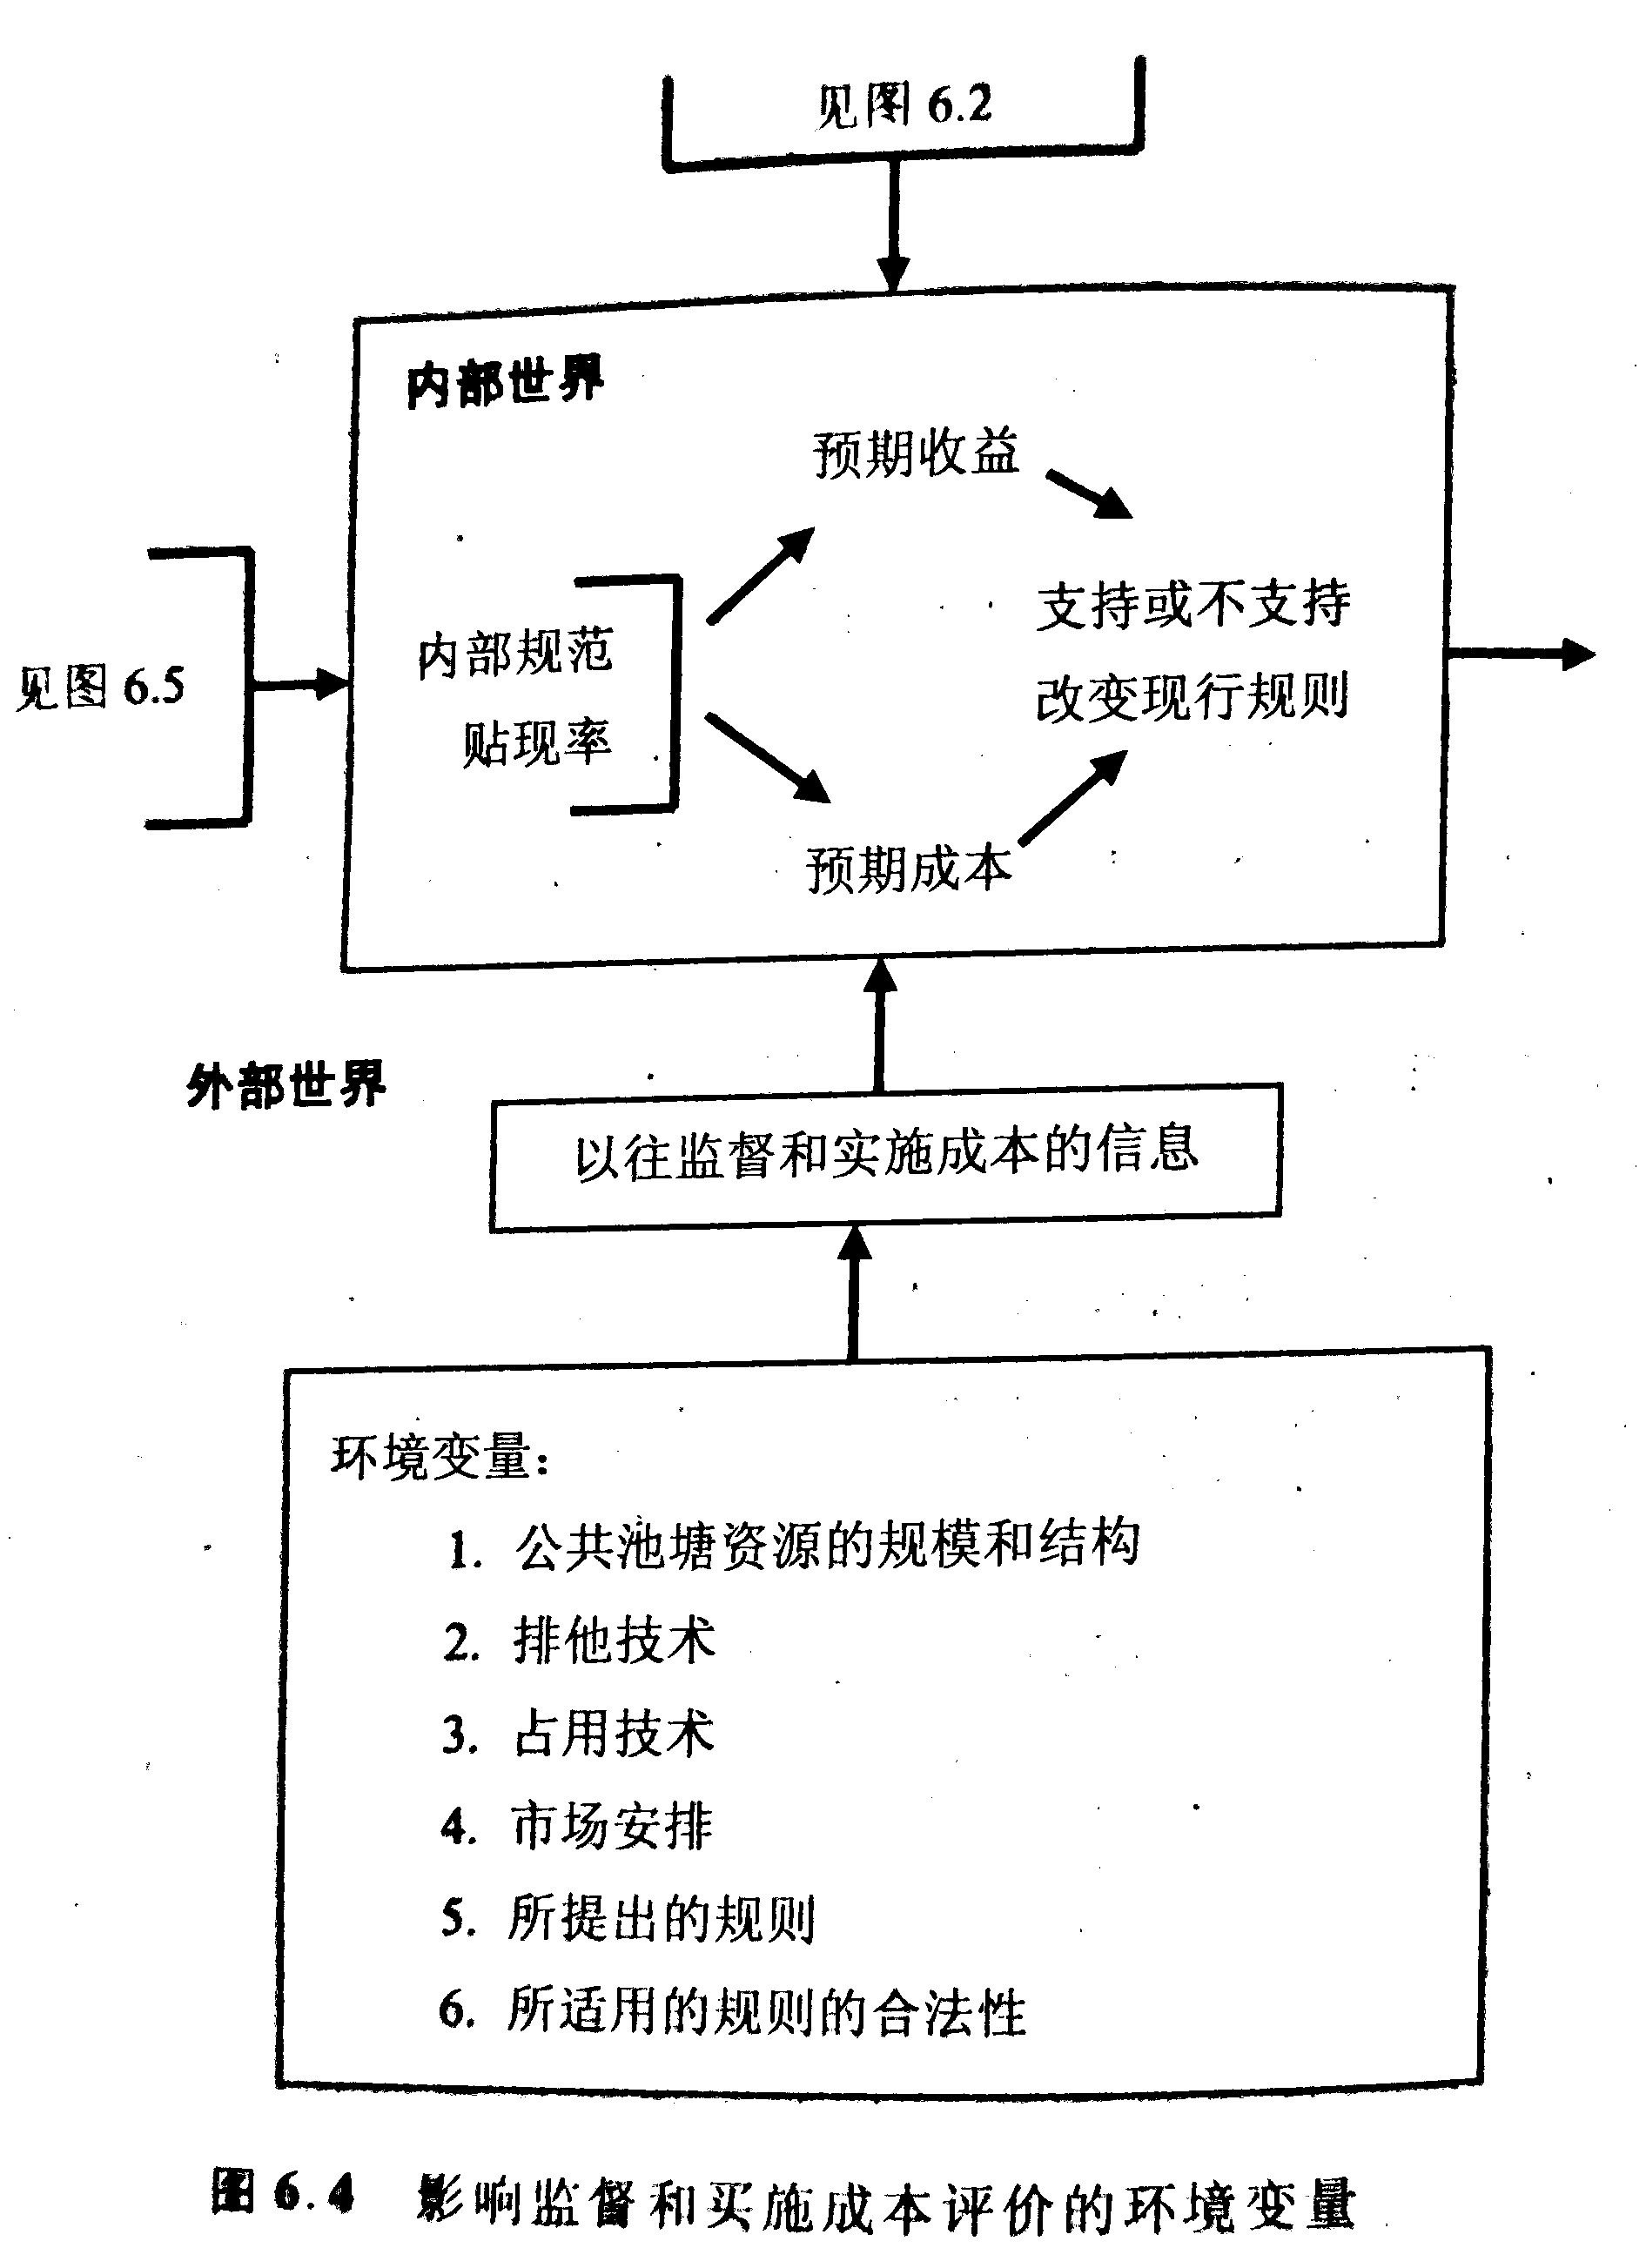 见图 6.2
内部世界
预期收益
支持或不支持
改变现行规则
内部规范
贴现率
见图 6.5
预期成本
外部世界
以往监督和实施成本的信息
环境变量:
1. 公共池塘资源的规模和结构
2. 排他技术
3. 占用技术
4. 市场安排
5. 所提出的规则
6. 所适用的规则的合法性
图 6.4 影响监督和实施成本评价的环境变量